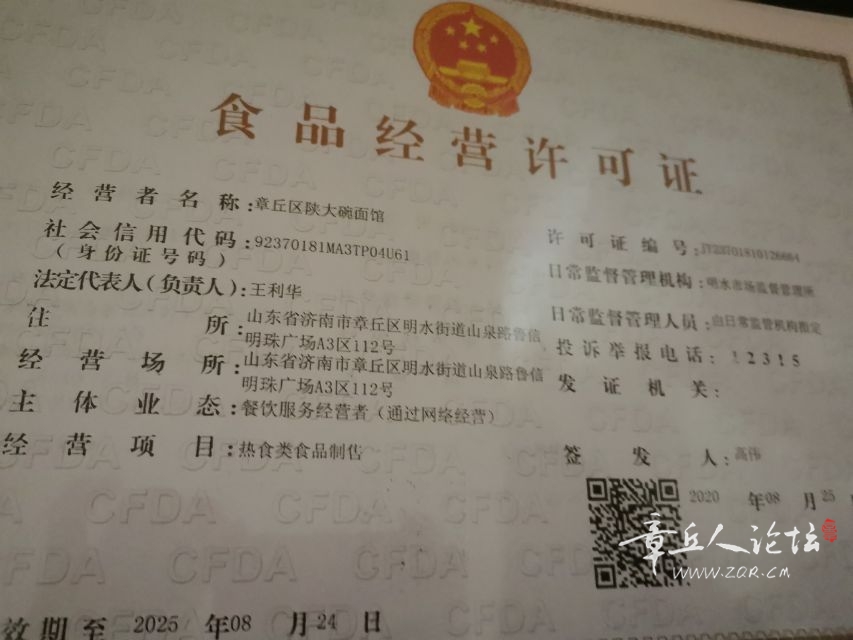 食品经营许可证
经营者名称:章丘区陕大碗面馆
社会信用代码:92370181MA3TP04U61
(身份证号码)
法定代表人(负责人):王利华
住所:山东省济南市章丘区明水街道山泉路鲁信
明珠广场A3区112号
经营场所:山东省济南市章丘区明水街道山泉路鲁信
明珠广场A3区112号
主体业态:餐饮服务经营者(通过网络经营)
经营项目:热食类食品制售
许可证编号:JY23701810126664
日常监督管理机构:明水市场监督管理所
日常监督管理人员:由日常监管机构指定
投诉举报电话:12315
发证机关:
签发人:高伟
2020 年08 月25
效期至 2025 年08 月24 日
章丘人论坛
WWW.ZQR.CM
CFDA